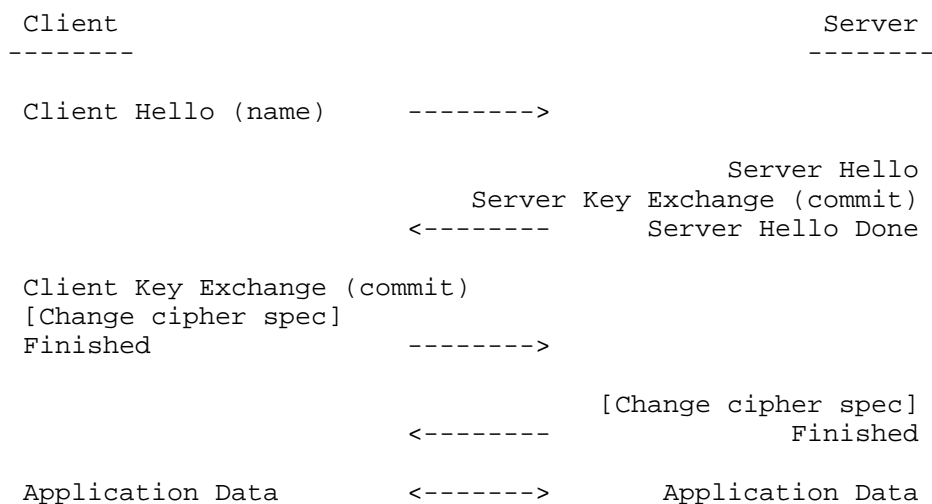 Client Server
-------- --------
Client Hello (name) -------->
Server Hello
Server Key Exchange (commit)
<-------- Server Hello Done
Client Key Exchange (commit)
[Change cipher spec]
Finished -------->
[Change cipher spec]
<-------- Finished
Application Data <-------> Application Data